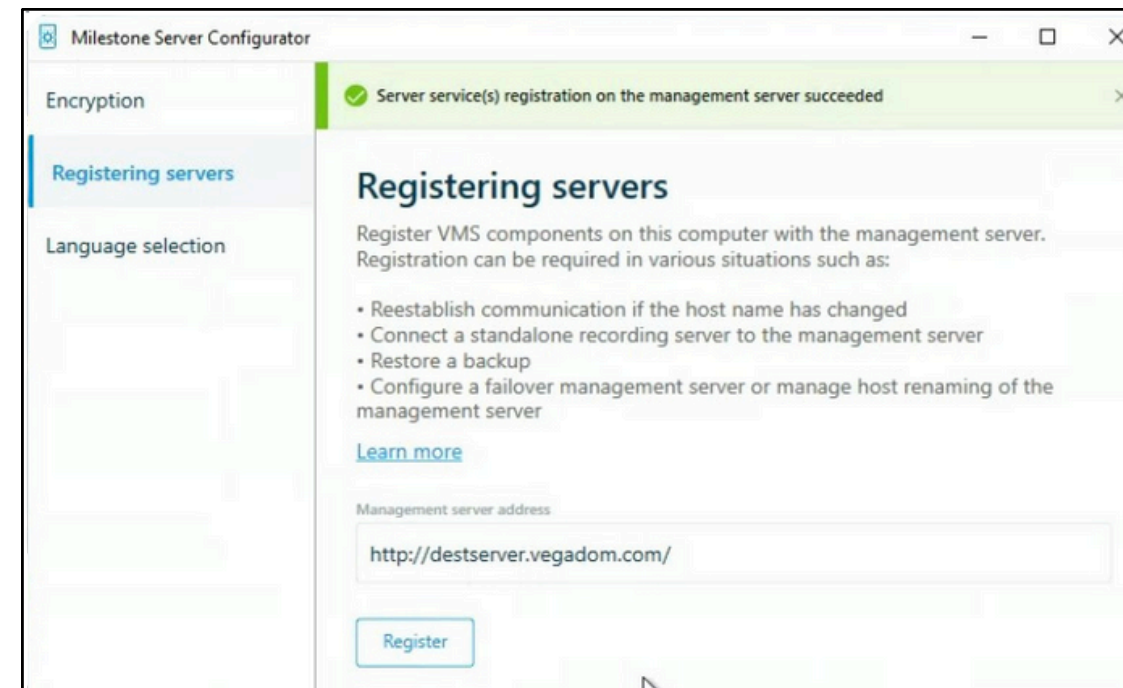 Milestone Server Configurator
Encryption
Server service(s) registration on the management server succeeded
Registering servers
Language selection
Registering servers
Register VMS components on this computer with the management server.
Registration can be required in various situations such as:
• Reestablish communication if the host name has changed
• Connect a standalone recording server to the management server
• Restore a backup
• Configure a failover management server or manage host renaming of the
management server
Learn more
Management server address
http://destserver.vegadom.com/
Register